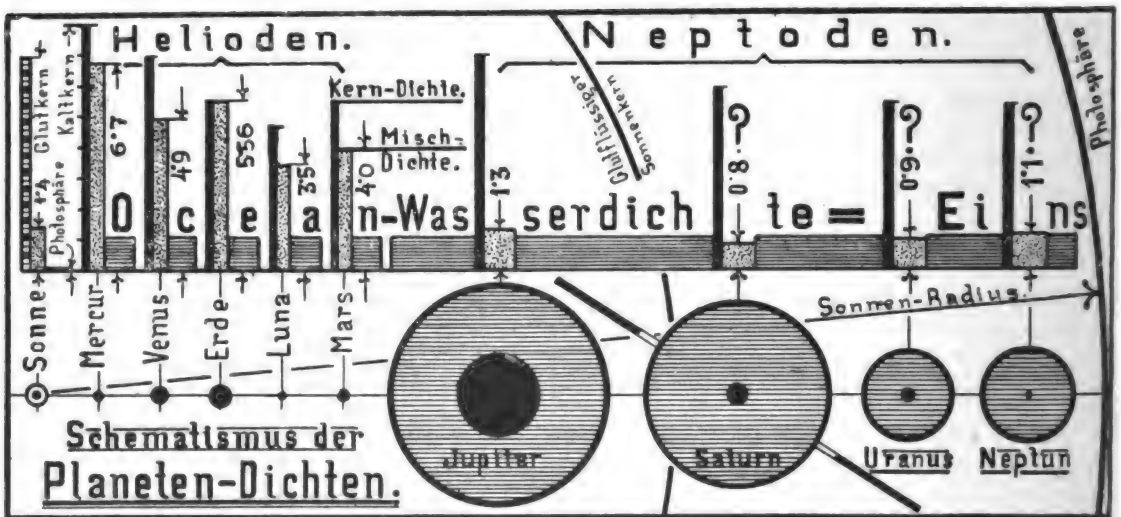 Helioden.
Neptoden.
Photosphäre
Glutkern
Kaltkern
Photosphäre
1·4
6·7
4·9
5·56
3·5
4·0
Kern-Dichte.
Misch-
Dichte.
Glutflüssiger
Sonnenkern
1·3
0·8·?
0·9·?
1·1·?
Ocean-Wasserdichte=Eins
Sonne
Mercur
Venus
Erde
Luna
Mars
Sonnen-Radius.
Schematismus der
Planeten-Dichten.
Jupiter
Saturn
Uranus
Neptun